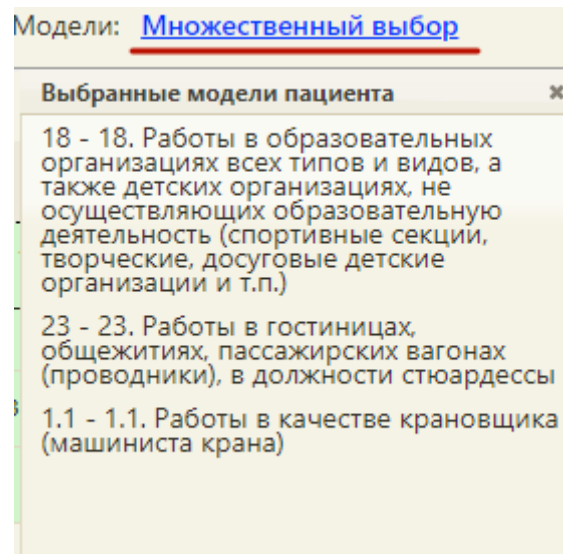 Модели: Множественный выбор
Выбранные модели пациента
18 - 18. Работы в образовательных
организациях всех типов и видов, а
также детских организациях, не
осуществляющих образовательную
деятельность (спортивные секции,
творческие, досуговые детские
организации и т.п.)
23 - 23. Работы в гостиницах,
общежитиях, пассажирских вагонах
(проводники), в должности стюардессы
1.1 - 1.1. Работы в качестве крановщика
(машиниста крана)